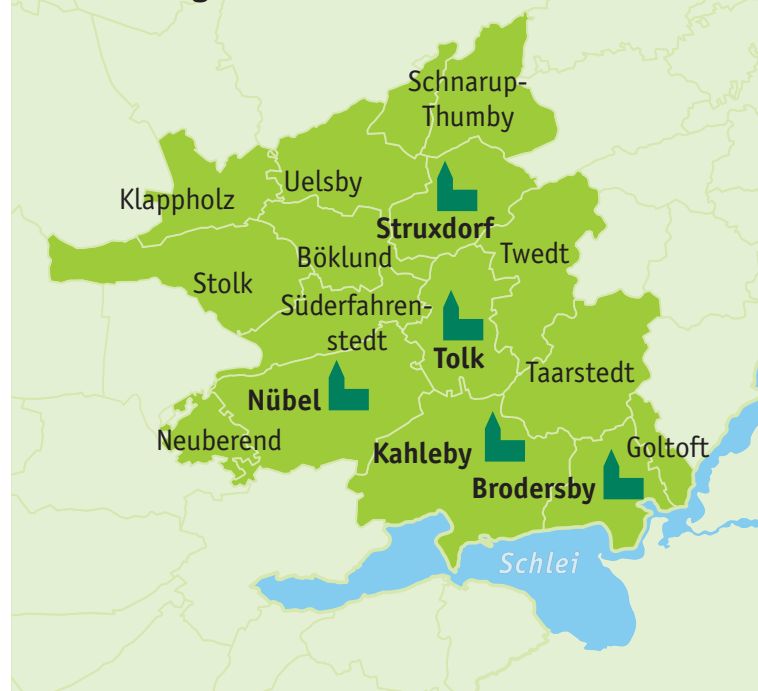 Schnarup-
Thumby
Klappholz
Uelsby
Struxdorf
Böklund
Twedt
Stolk
Süderfahren-
stedt
Tolk
Taarstedt
Nübel
Neuberend
Kahleby
Goltoft
Brodersby
Schlei